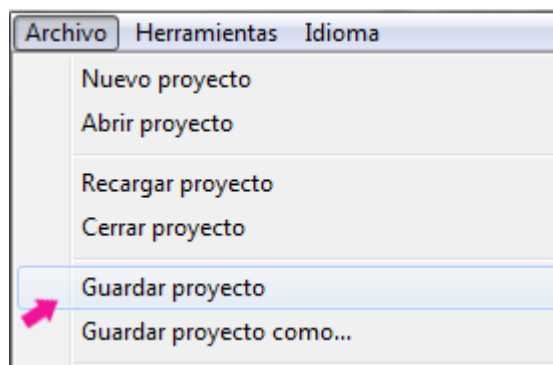 Archivo Herramientas Idioma
Nuevo proyecto
Abrir proyecto
Recargar proyecto
Cerrar proyecto
Guardar proyecto
Guardar proyecto como...